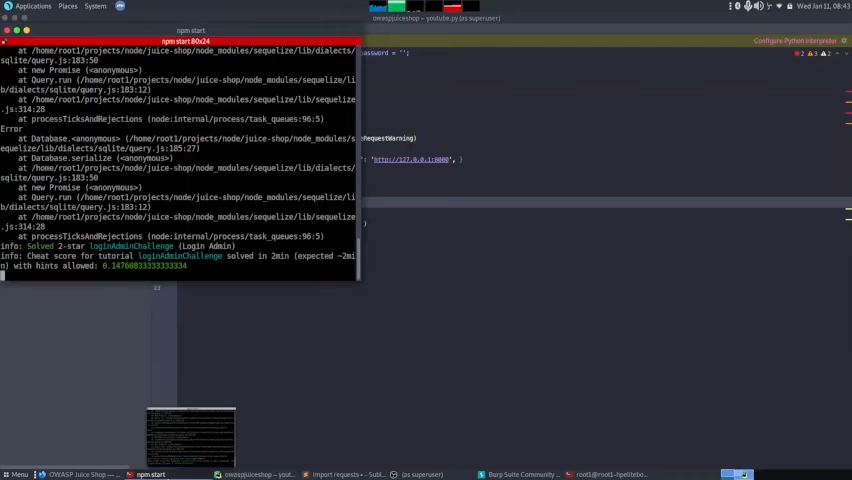 Applications Places System Wed Jan 11, 08:43
owaspjuiceshop – youtube.py (as superuser)
npm start
npm start 80x24
Configure Python interpreter
at /home/root1/projects/node/juice-shop/node_modules/sequelize/lib/dialects/
password = '';
2 3 2
sqlite/query.js:183:50
at new Promise (<anonymous>)
at Query.run (/home/root1/projects/node/juice-shop/node_modules/sequelize/li
b/dialects/sqlite/query.js:183:12)
at /home/root1/projects/node/juice-shop/node_modules/sequelize/lib/sequelize
.js:314:28
at processTicksAndRejections (node:internal/process/task_queues:96:5)
Error
at Database.<anonymous> (/home/root1/projects/node/juice-shop/node_modules/s
eRequestWarning)
equelize/lib/dialects/sqlite/query.js:185:27)
at Database.serialize (<anonymous>)
': 'http://127.0.0.1:8080', }
at /home/root1/projects/node/juice-shop/node_modules/sequelize/lib/dialects/
sqlite/query.js:183:50
at new Promise (<anonymous>)
at Query.run (/home/root1/projects/node/juice-shop/node_modules/sequelize/li
b/dialects/sqlite/query.js:183:12)
at /home/root1/projects/node/juice-shop/node_modules/sequelize/lib/sequelize
)
.js:314:28
at processTicksAndRejections (node:internal/process/task_queues:96:5)
info: Solved 2-star loginAdminChallenge (Login Admin)
info: Cheat score for tutorial loginAdminChallenge solved in 2min (expected ~2mi
n) with hints allowed: 0.14760833333333334
23
Menu OWASP Juice Shop — ... npm start owaspjuiceshop – yout... import requests • - Subl... (as superuser) Burp Suite Community ... root1@root1-hpelitebo...